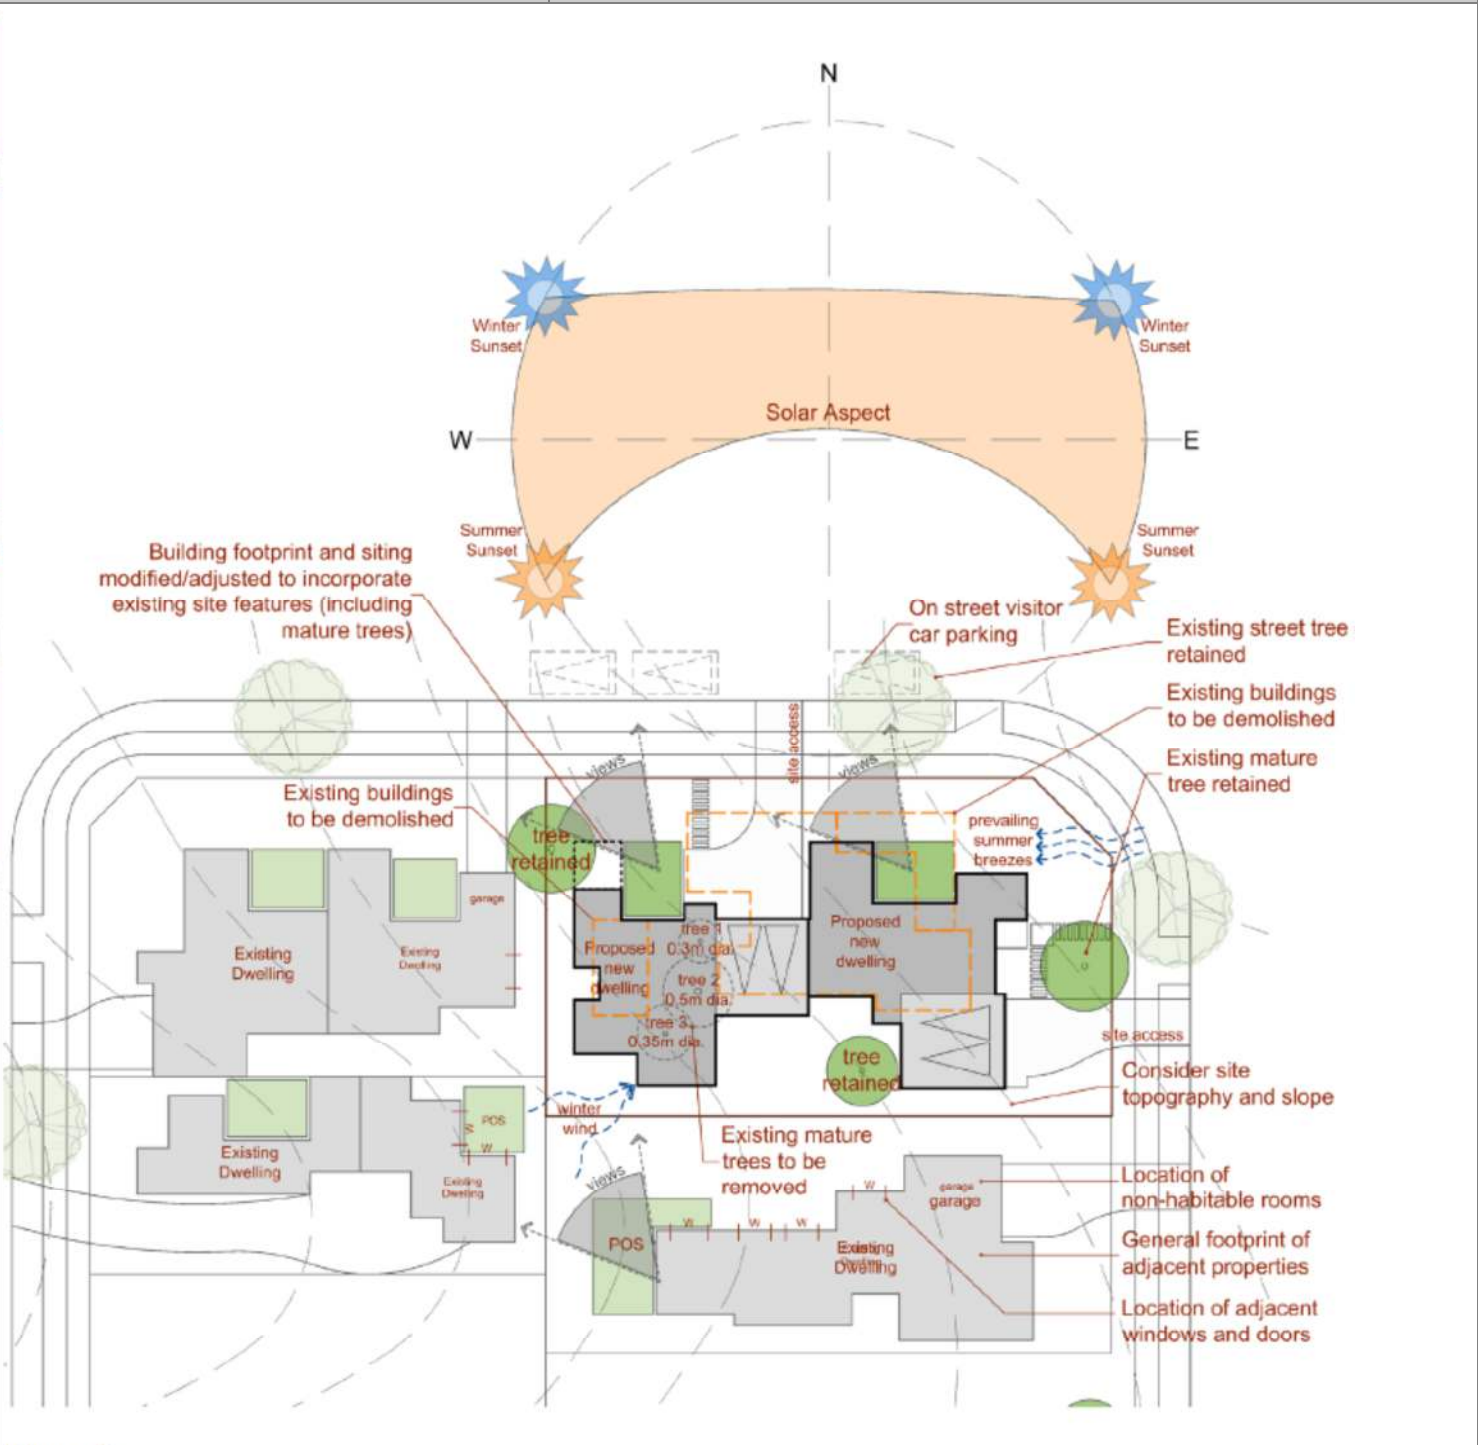 N
Winter
Sunset
Winter
Sunset
Solar Aspect
W
E
Summer
Sunset
Summer
Sunset
Building footprint and siting
modified/adjusted to incorporate
existing site features (including
mature trees)
On street visitor
car parking
Existing street tree
retained
Existing buildings
to be demolished
Existing mature
tree retained
site access
views
views
Existing buildings
to be demolished
tree
retained
prevailing
summer
breezes
garage
Existing
Dwelling
Existing
Dwelling
Proposed
new
dwelling
tree 1
0.3m dia.
tree 2
0.5m dia.
tree 3
0.35m dia.
Proposed
new
dwelling
tree
retained
site access
Consider site
topography and slope
winter
wind
Existing mature
trees to be
removed
POS
W
W
Existing
Dwelling
Existing
Dwelling
views
POS
W
W
W
W
garage
garage
Existing
Dwelling
Location of
non-habitable rooms
General footprint of
adjacent properties
Location of adjacent
windows and doors